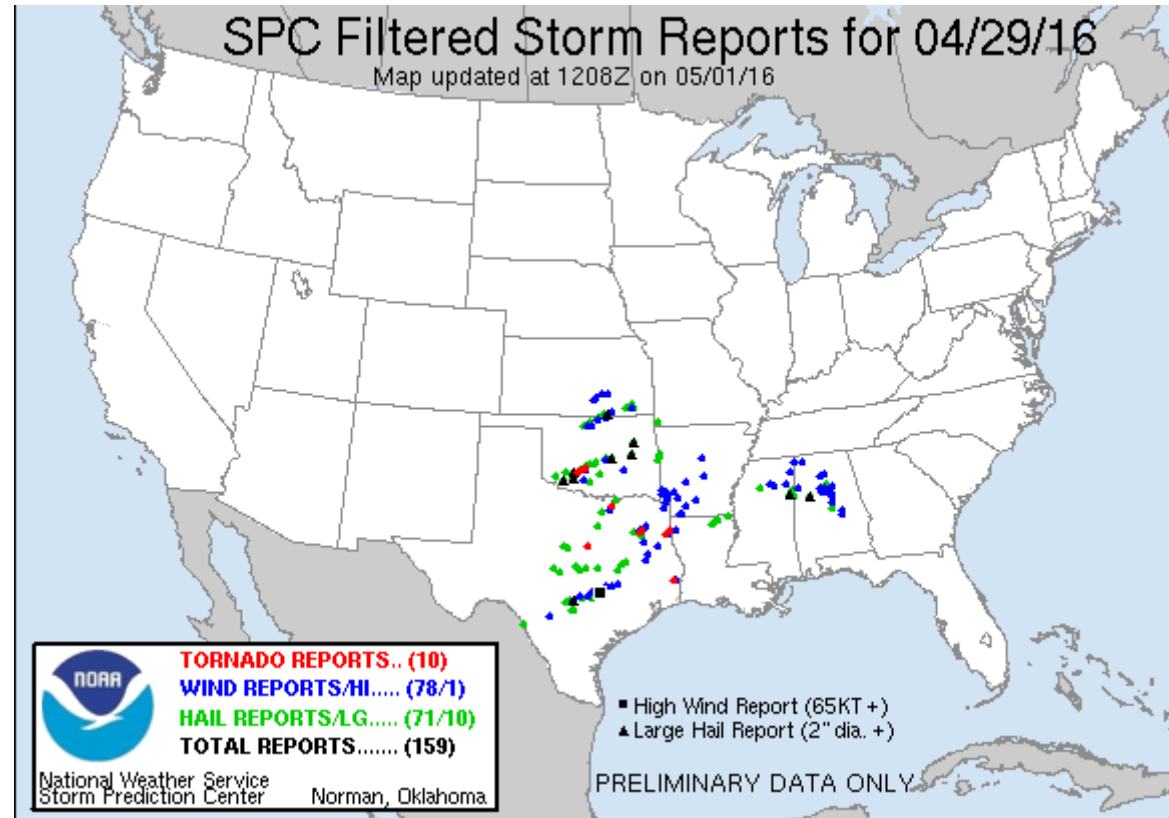 SPC Filtered Storm Reports for 04/29/16
Map updated at 1208Z on 05/01/16
NOAA
TORNADO REPORTS.. (10)
WIND REPORTS/HI..... (78/1)
HAIL REPORTS/LG..... (71/10)
TOTAL REPORTS....... (159)
National Weather Service
Storm Prediction Center Norman, Oklahoma
High Wind Report (65KT +)
Large Hail Report (2" dia. +)
PRELIMINARY DATA ONLY